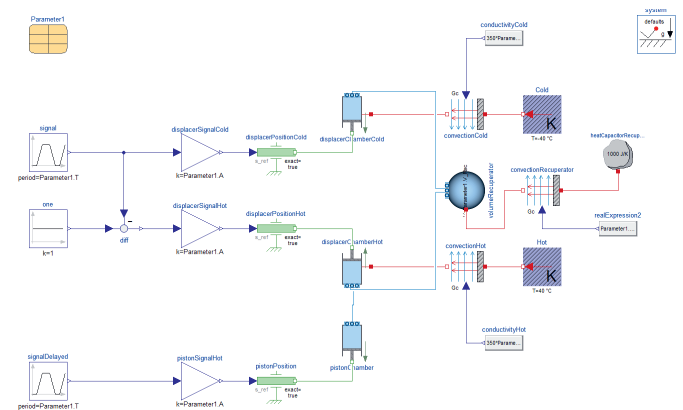 system
defaults
g
Parameter1
conductivityCold
350*Parame...
signal
period=Parameter1.T
displacerSignalCold
k=Parameter1.A
displacerPositionCold
s_ref
exact=
true
displacerChamberCold
Gc
convectionCold
Cold
K
T=-40 °C
heatCapacitorRecup...
1000 J/K
convectionRecuperator
Gc
volumeRecuperator
realExpression2
Parameter1....
one
k=1
diff
displacerSignalHot
k=Parameter1.A
displacerPositionHot
s_ref
exact=
true
displacerChamberHot
convectionHot
Gc
Hot
K
T=40 °C
conductivityHot
350*Parame...
signalDelayed
period=Parameter1.T
pistonSignalHot
k=Parameter1.A
pistonPosition
s_ref
exact=
true
pistonChamber